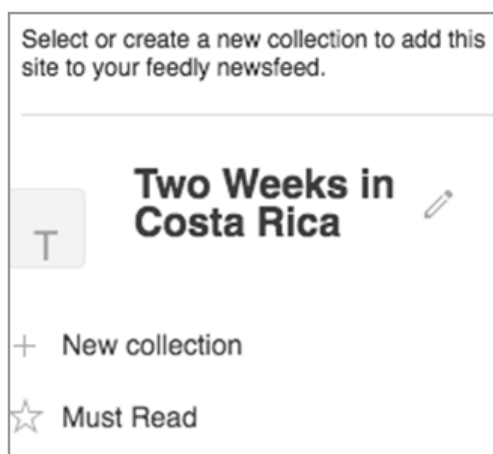 Select or create a new collection to add this
site to your feedly newsfeed.
T
Two Weeks in
Costa Rica
New collection
Must Read